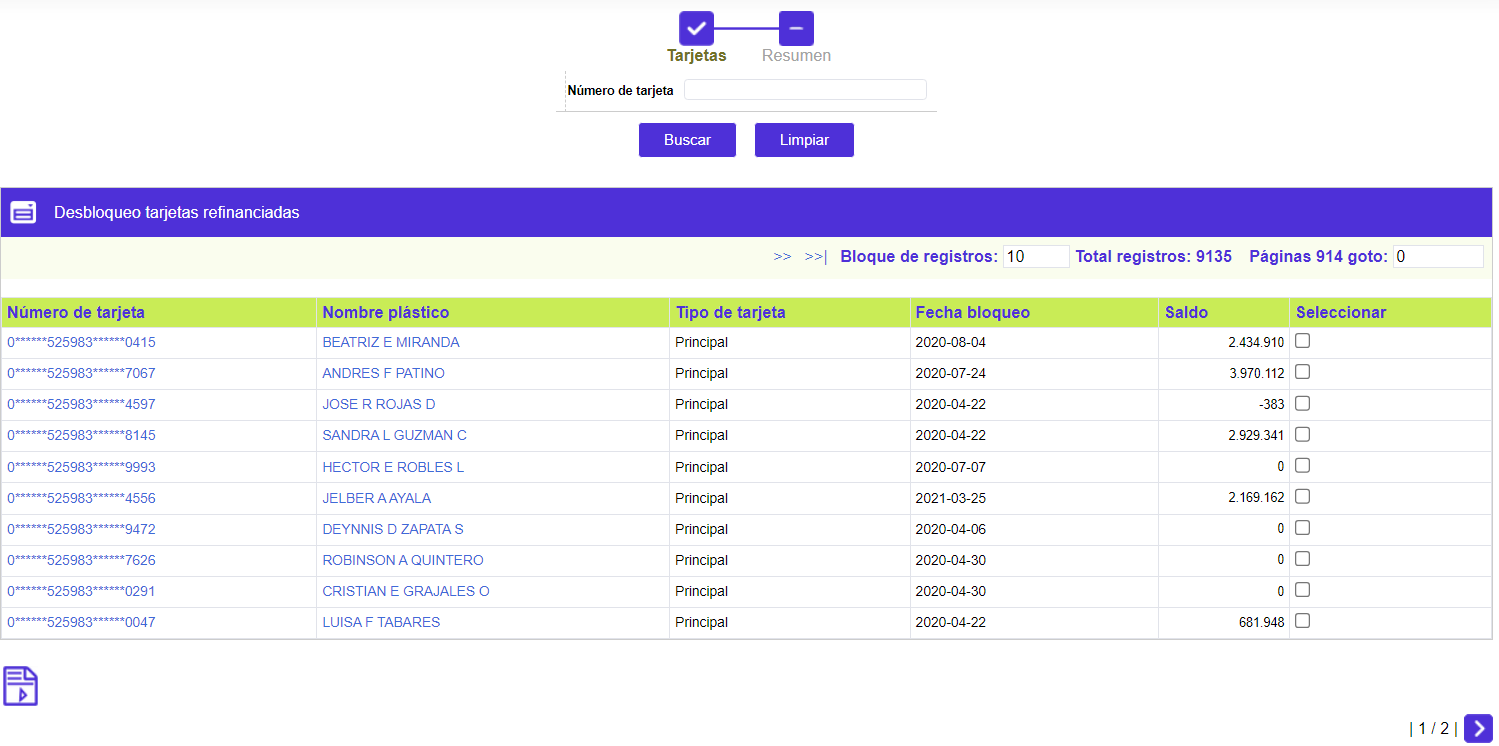 Tarjetas Resumen
Número de tarjeta
Buscar Limpiar
Desbloqueo tarjetas refinanciadas
>> >>| Bloque de registros: 10 Total registros: 9135 Páginas 914 goto: 0
Número de tarjeta Nombre plástico Tipo de tarjeta Fecha bloqueo Saldo Seleccionar
0******525983******0415 BEATRIZ E MIRANDA Principal 2020-08-04 2.434.910
0******525983******7067 ANDRES F PATINO Principal 2020-07-24 3.970.112
0******525983******4597 JOSE R ROJAS D Principal 2020-04-22 -383
0******525983******8145 SANDRA L GUZMAN C Principal 2020-04-22 2.929.341
0******525983******9993 HECTOR E ROBLES L Principal 2020-07-07 0
0******525983******4556 JELBER A AYALA Principal 2021-03-25 2.169.162
0******525983******9472 DEYNNIS D ZAPATA S Principal 2020-04-06 0
0******525983******7626 ROBINSON A QUINTERO Principal 2020-04-30 0
0******525983******0291 CRISTIAN E GRAJALES O Principal 2020-04-30 0
0******525983******0047 LUISA F TABARES Principal 2020-04-22 681.948
| 1 / 2 |